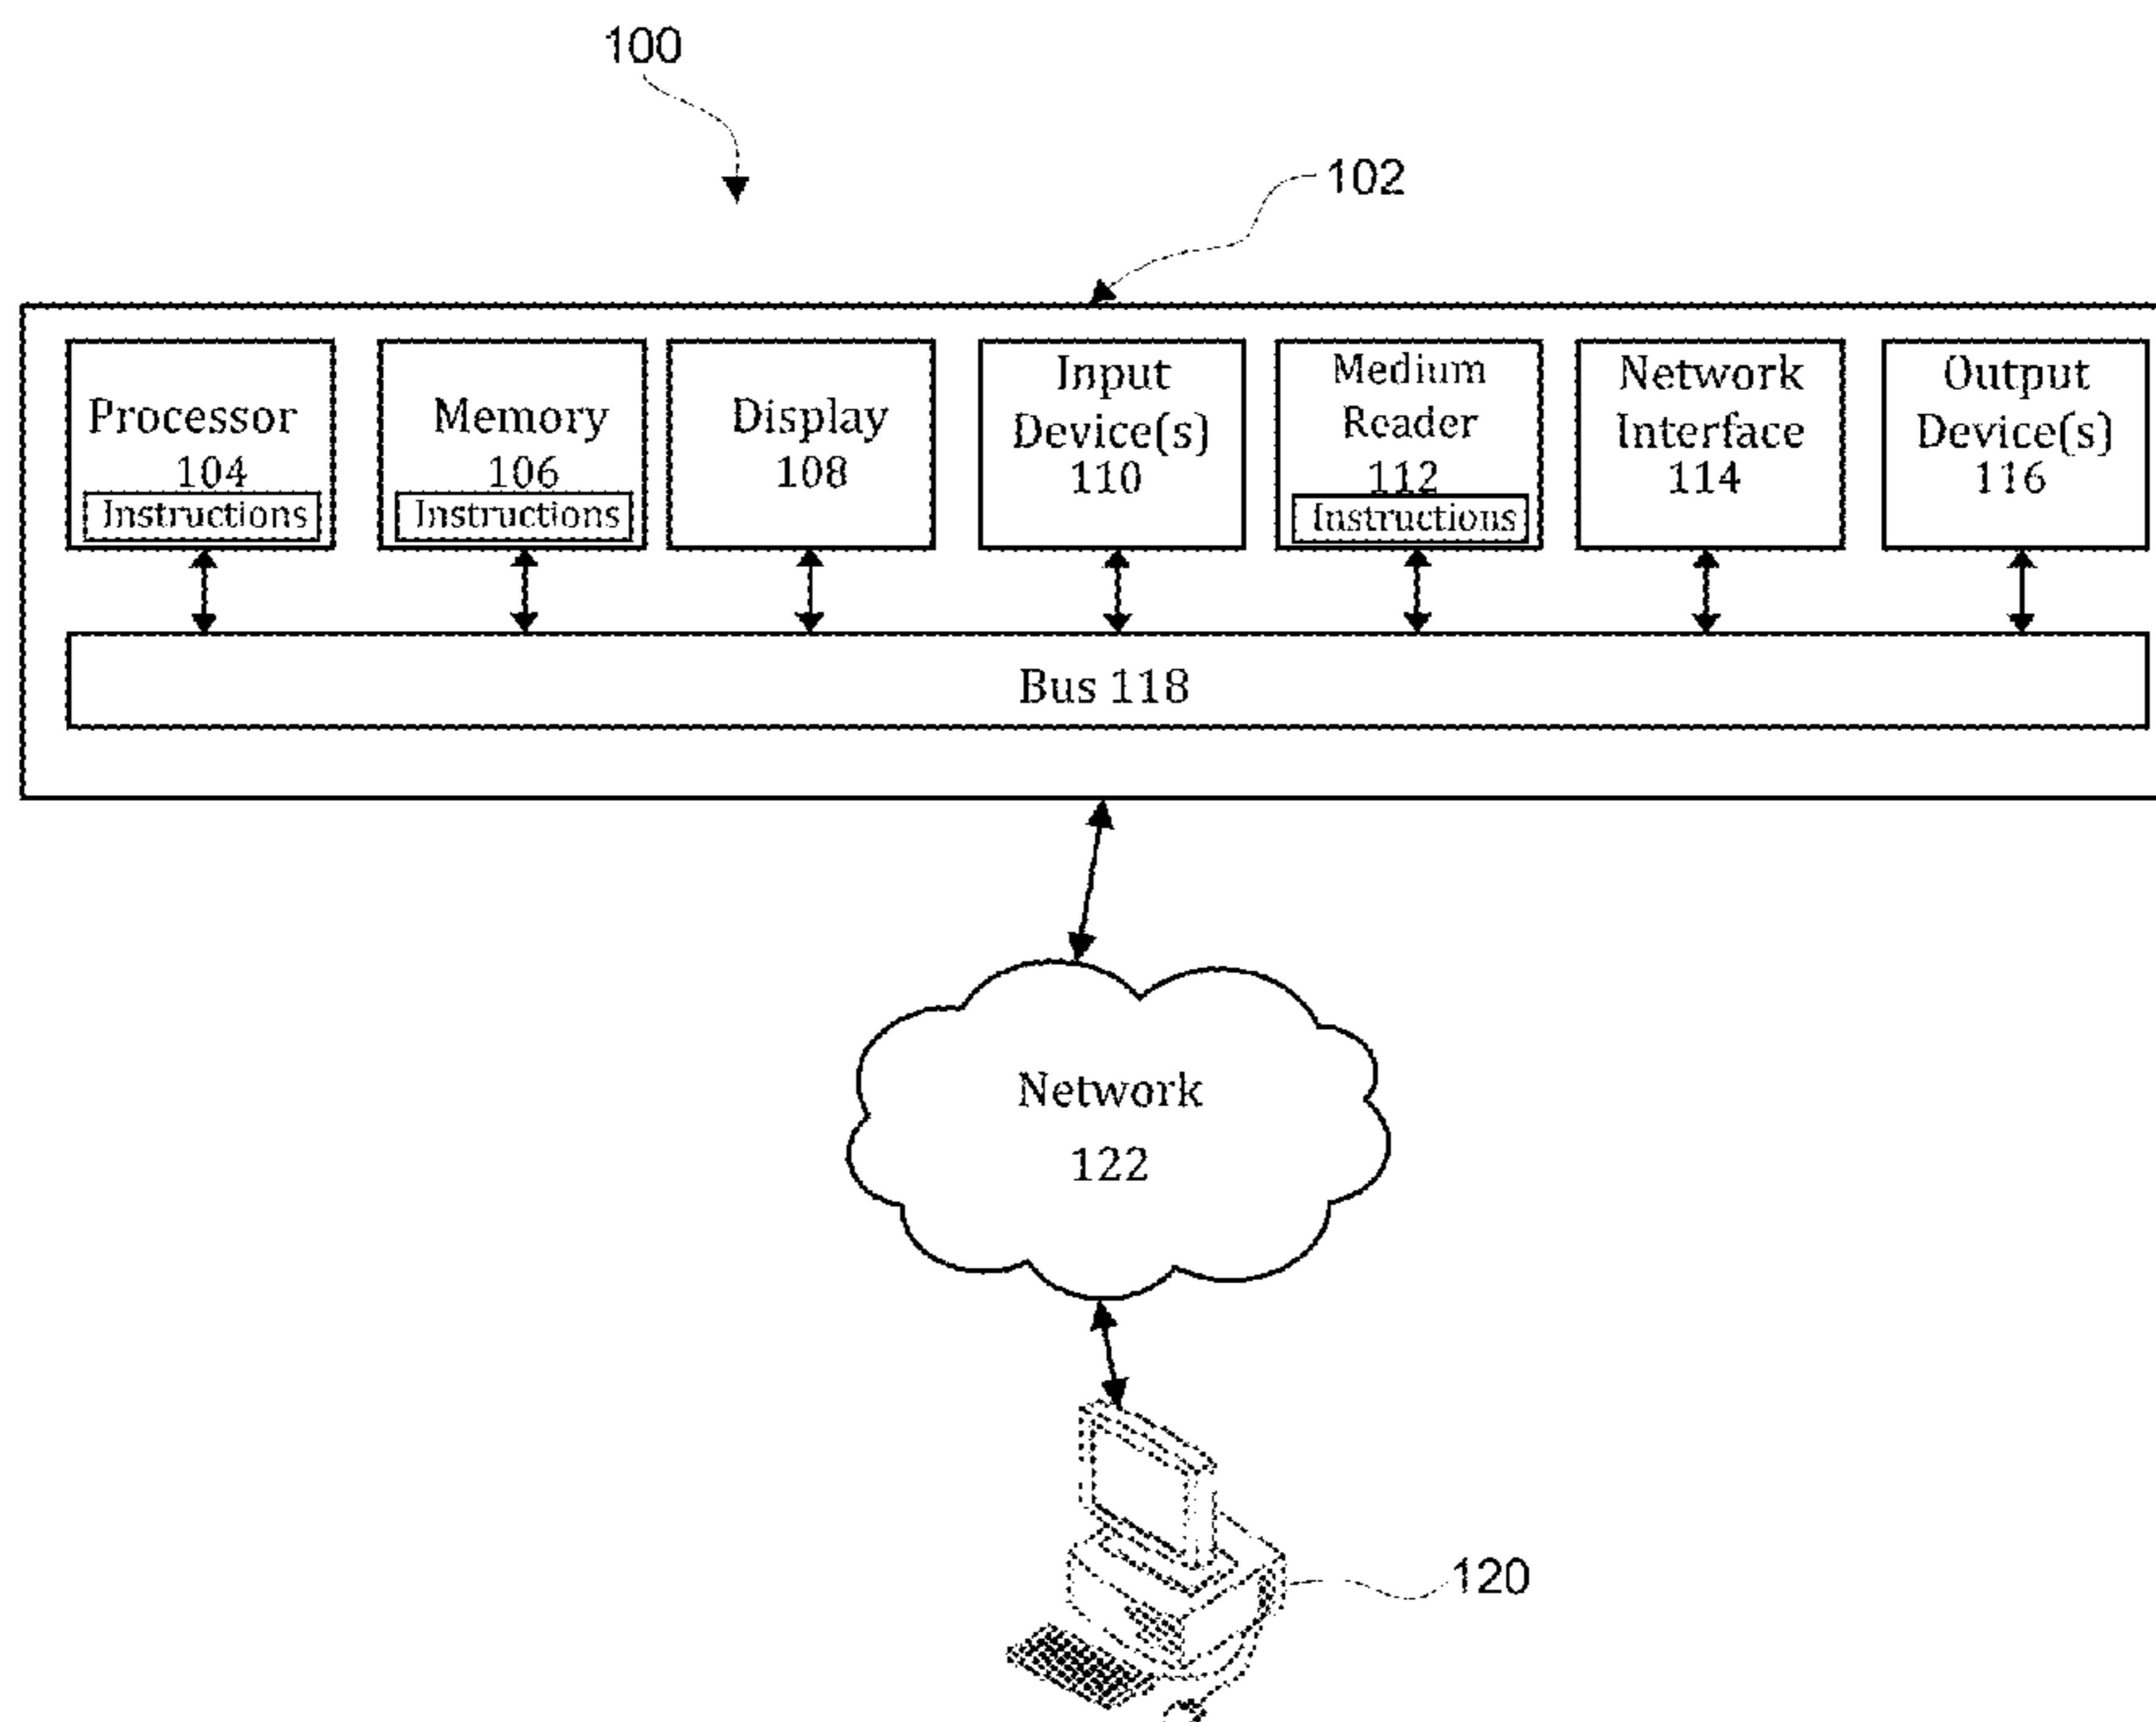 100
102
Processor
104
Instructions
Memory
106
Instructions
Display
108
Input
Device(s)
110
Medium
Reader
112
Instructions
Network
Interface
114
Output
Device(s)
116
Bus 118
Network
122
120